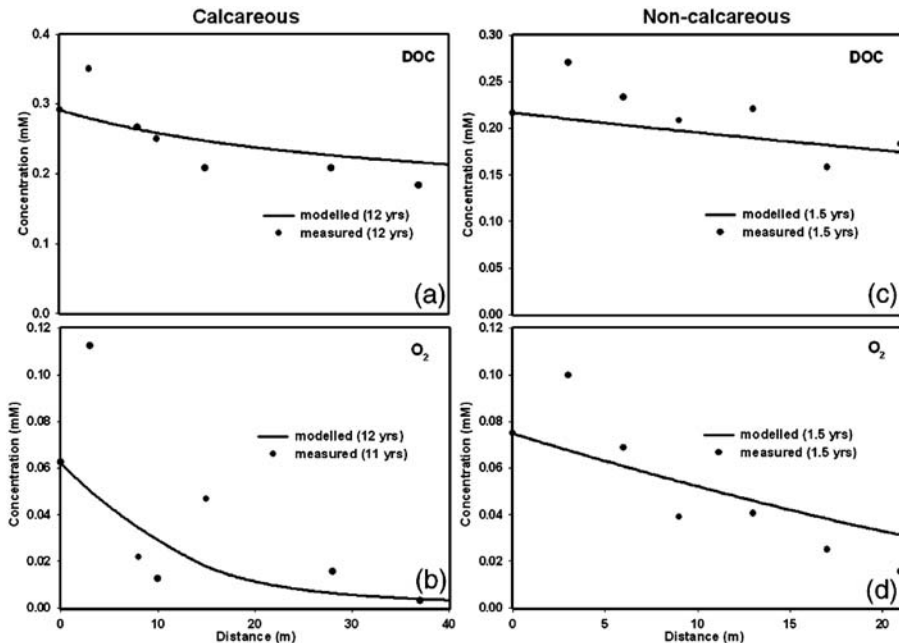 Calcareous
Non-calcareous
0.4
0.3
0.2
0.1
0.0
Concentration (mM)
DOC
modelled (12 yrs)
measured (12 yrs)
(a)
0.30
0.25
0.20
0.15
0.10
0.05
0.00
Concentration (mM)
DOC
modelled (1.5 yrs)
measured (1.5 yrs)
(c)
0.12
0.10
0.08
0.06
0.04
0.02
0.00
Concentration (mM)
O2
modelled (12 yrs)
measured (11 yrs)
(b)
0 10 20 30 40
Distance (m)
0.12
0.10
0.08
0.06
0.04
0.02
0.00
Concentration (mM)
O2
modelled (1.5 yrs)
measured (1.5 yrs)
(d)
0 5 10 15 20
Distance (m)